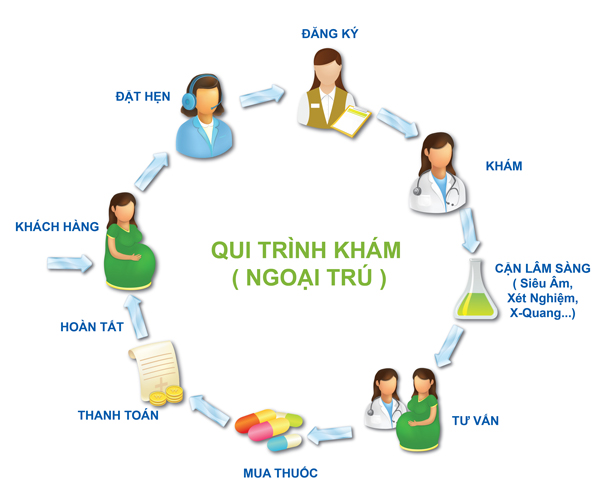 ĐĂNG KÝ
ĐẶT HẸN
KHÁM
KHÁCH HÀNG
QUI TRÌNH KHÁM
( NGOẠI TRÚ )
CẬN LÂM SÀNG
( Siêu Âm,
Xét Nghiệm,
X-Quang...)
HOÀN TẤT
THANH TOÁN
TƯ VẤN
MUA THUỐC